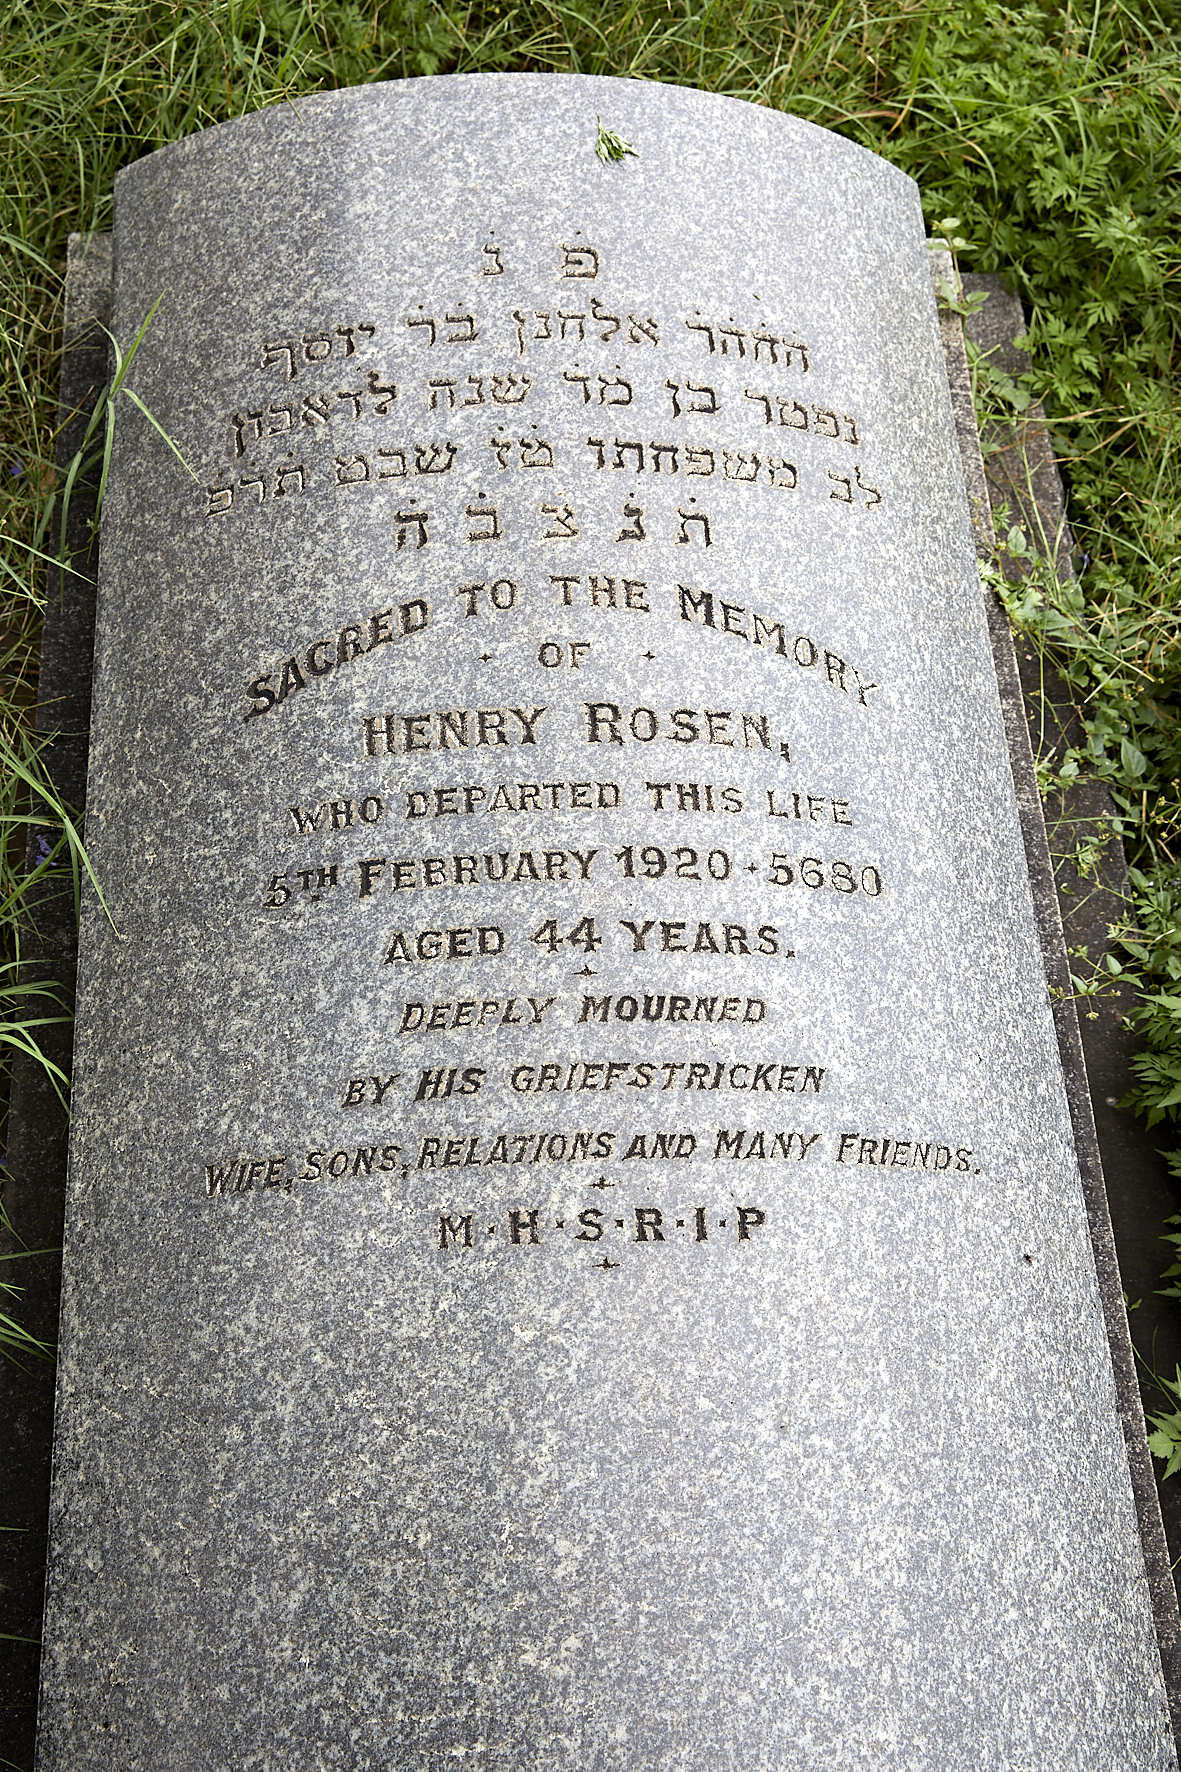 פ נ
החהר אלחנן בר יוסף
נפטר בן מד שנה לדאבון
לב משפחתו טז שבט תרפ
ת נ צ ב ה
SACRED TO THE MEMORY
OF
HENRY ROSEN,
WHO DEPARTED THIS LIFE
5TH FEBRUARY 1920 · 5680
AGED 44 YEARS.
DEEPLY MOURNED
BY HIS GRIEFSTRICKEN
WIFE, SONS, RELATIONS AND MANY FRIENDS.
M·H·S·R·I·P